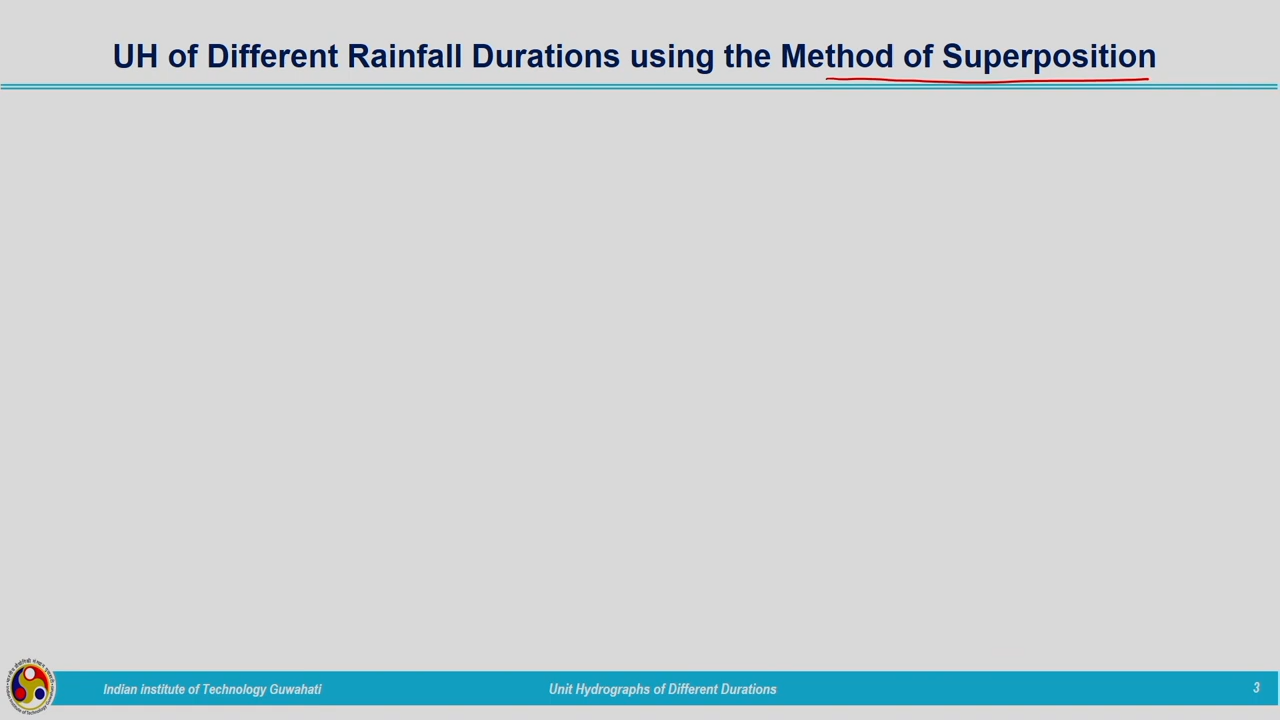 UH of Different Rainfall Durations using the Method of Superposition
Indian institute of Technology Guwahati
Unit Hydrographs of Different Durations
3